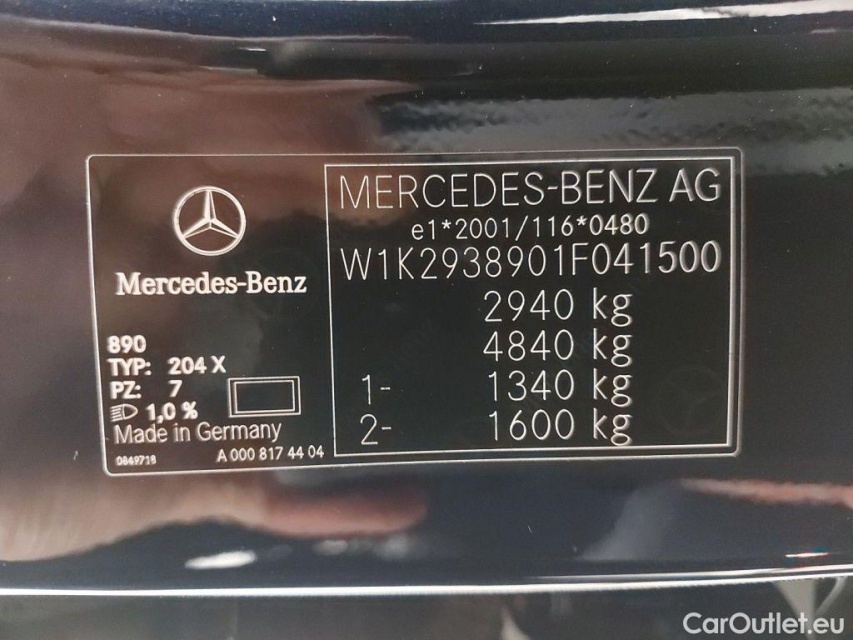 Mercedes-Benz
890
TYP: 204 X
PZ: 7
1,0 %
Made in Germany
0849718
A 000 817 44 04
MERCEDES-BENZ AG
e1*2001/116*0480
W1K2938901F041500
2940 kg
4840 kg
1- 1340 kg
2- 1600 kg
CarOutlet.eu